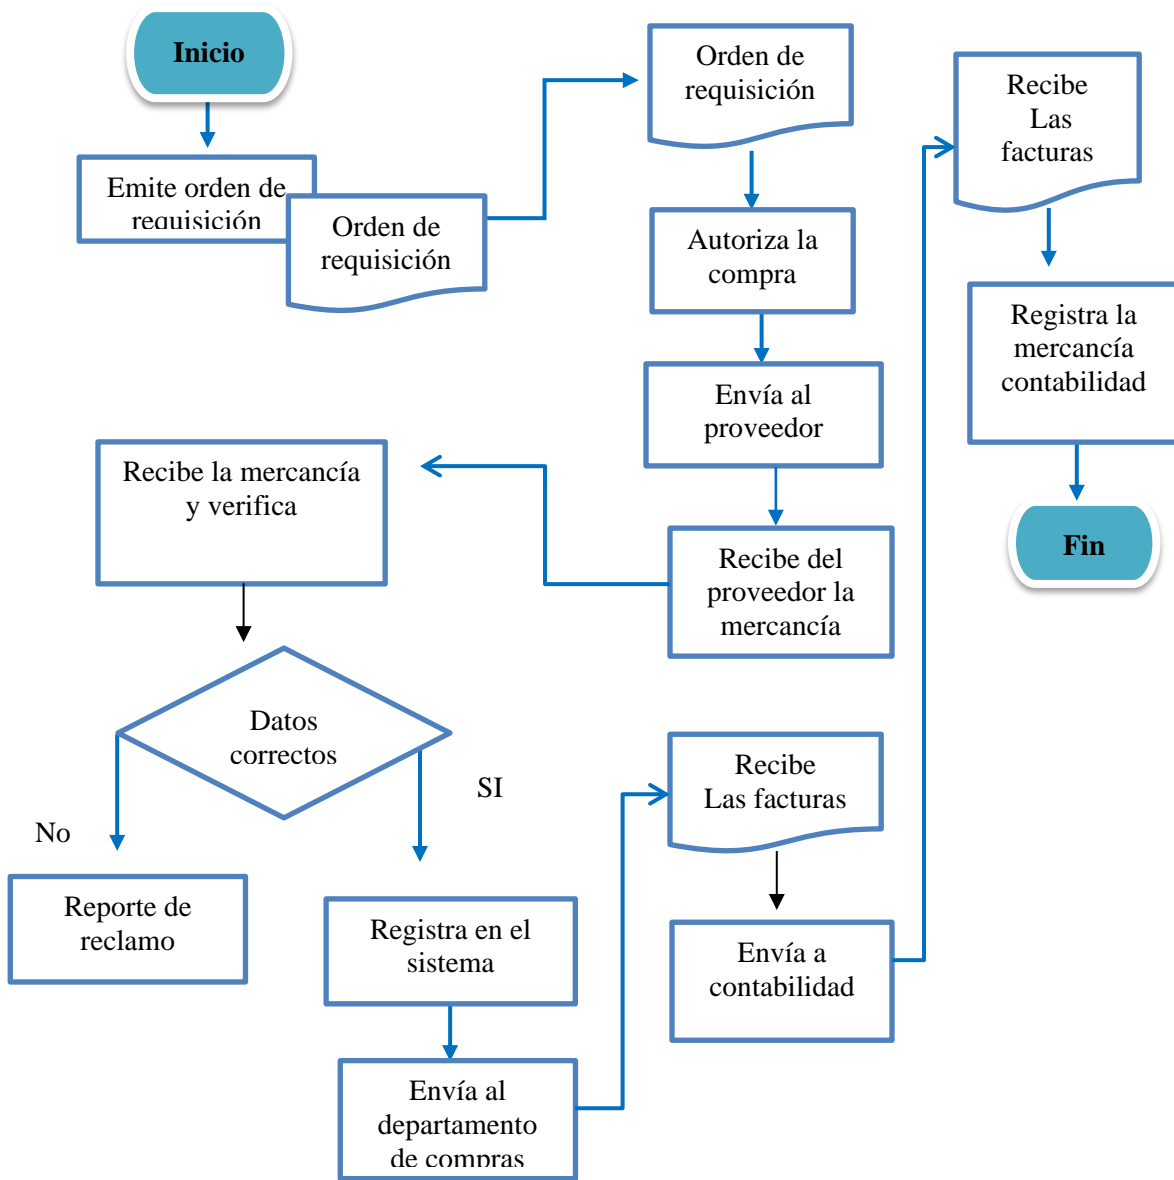 Inicio
Emite orden de
requisición
Orden de
requisición
Orden de
requisición
Autoriza la
compra
Envía al
proveedor
Recibe del
proveedor la
mercancía
Recibe la mercancía
y verifica
Datos
correctos
No
SI
Reporte de
reclamo
Registra en el
sistema
Envía al
departamento
de compras
Recibe
Las facturas
Envía a
contabilidad
Recibe
Las
facturas
Registra la
mercancía
contabilidad
Fin